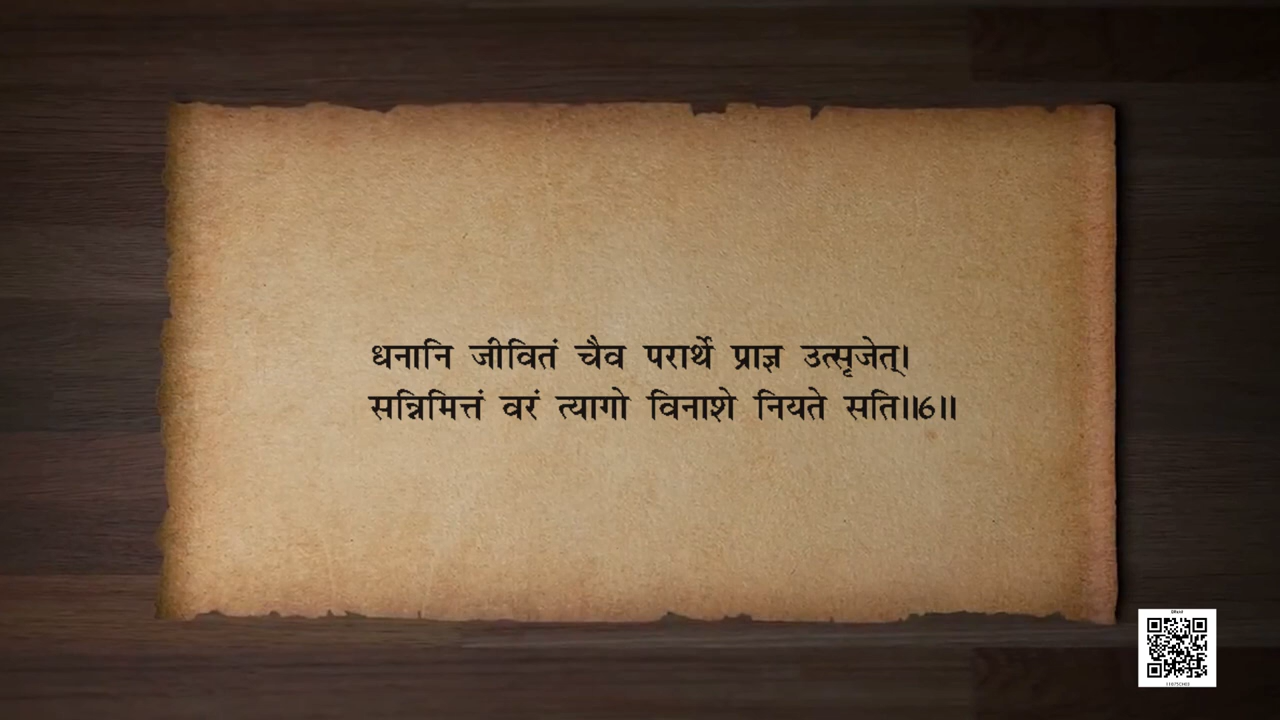 धनानि जीवितं चैव परार्थे प्राज्ञ उत्सृजेत्।
सन्निमित्तं वरं त्यागो विनाशे नियते सति॥6॥